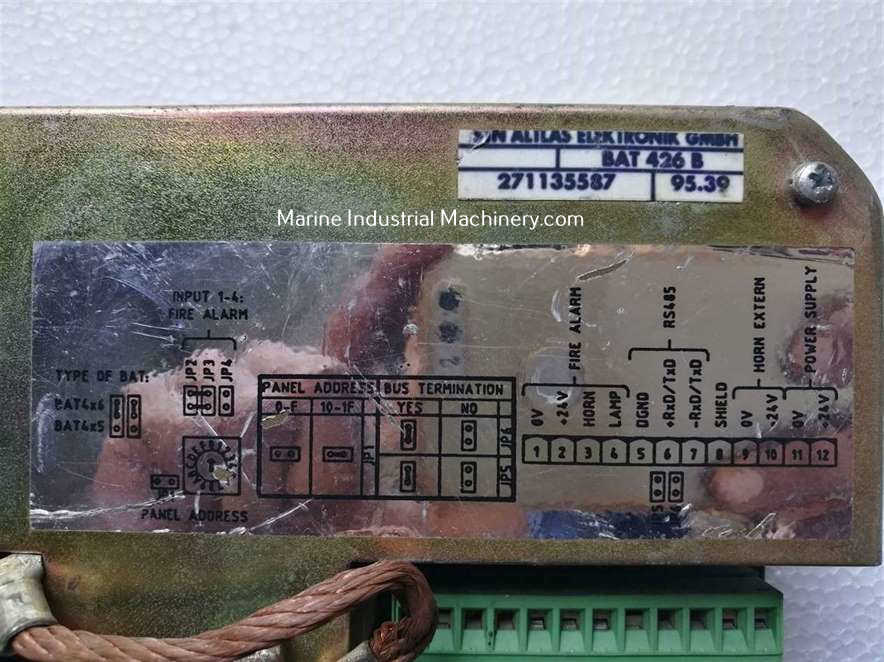 STN ATLAS ELEKTRONIK GMBH
BAT 426 B
271135587 95.39
Marine Industrial Machinery.com
INPUT 1-4:
FIRE ALARM
JP2
JP3
JP4
TYPE OF BAT:
BAT4x6
BAT4x5
PANEL ADDRESS
PANEL ADDRESS BUS TERMINATION
0-F 10-1F YES NO
JP1
JP6
JP5
FIRE ALARM
RS485
HORN EXTERN
POWER SUPPLY
0V
+24V
HORN
LAMP
DGND
+RxD/TxD
-RxD/TxD
SHIELD
0V
+24V
0V
+24V
1 2 3 4 5 6 7 8 9 10 11 12
JP5